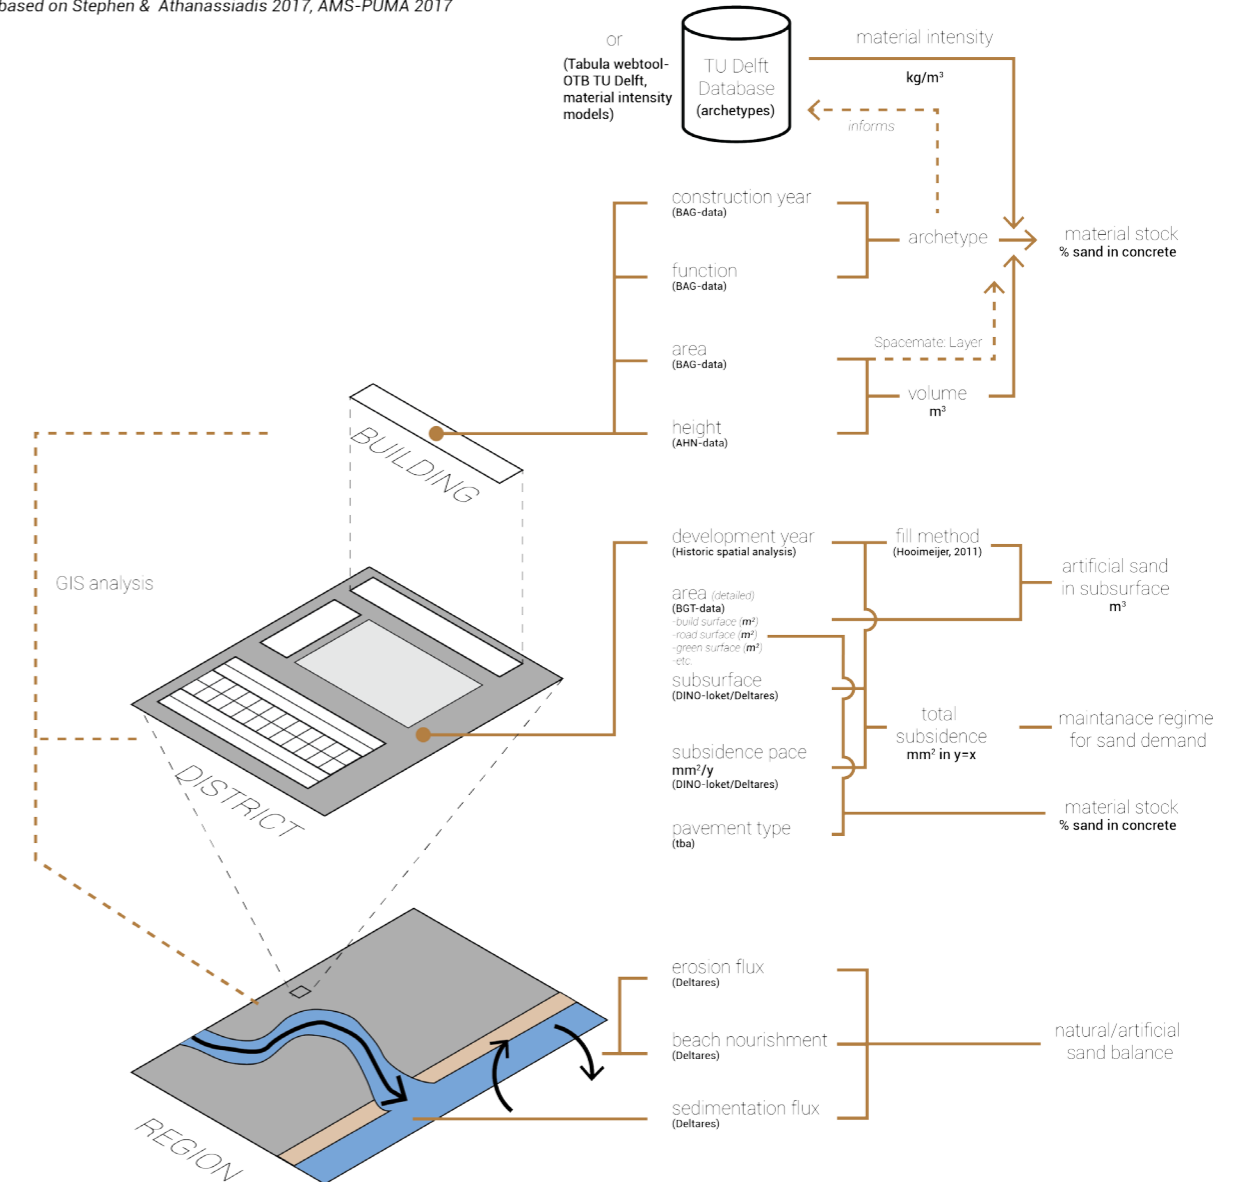 based on Stephen & Athanassiadis 2017, AMS-PUMA 2017
or
(Tabula webtool-
OTB TU Delft,
material intensity
models)
TU Delft
Database
(archetypes)
material intensity
kg/m³
informs
construction year
(BAG-data)
function
(BAG-data)
archetype
material stock
% sand in concrete
area
(BAG-data)
Spacemate: Layer
volume
m³
height
(AHN-data)
BUILDING
GIS analysis
development year
(Historic spatial analysis)
fill method
(Hooimeijer, 2011)
artificial sand
in subsurface
m³
area (detailed)
(BGT-data)
-build surface (m²)
-road surface (m²)
-green surface (m²)
-etc.
subsurface
(DINO-loket/Deltares)
total
subsidence
mm² in y=x
maintanace regime
for sand demand
subsidence pace
mm²/y
(DINO-loket/Deltares)
material stock
% sand in concrete
pavement type
(tba)
DISTRICT
erosion flux
(Deltares)
beach nourishment
(Deltares)
natural/artificial
sand balance
sedimentation flux
(Deltares)
REGION